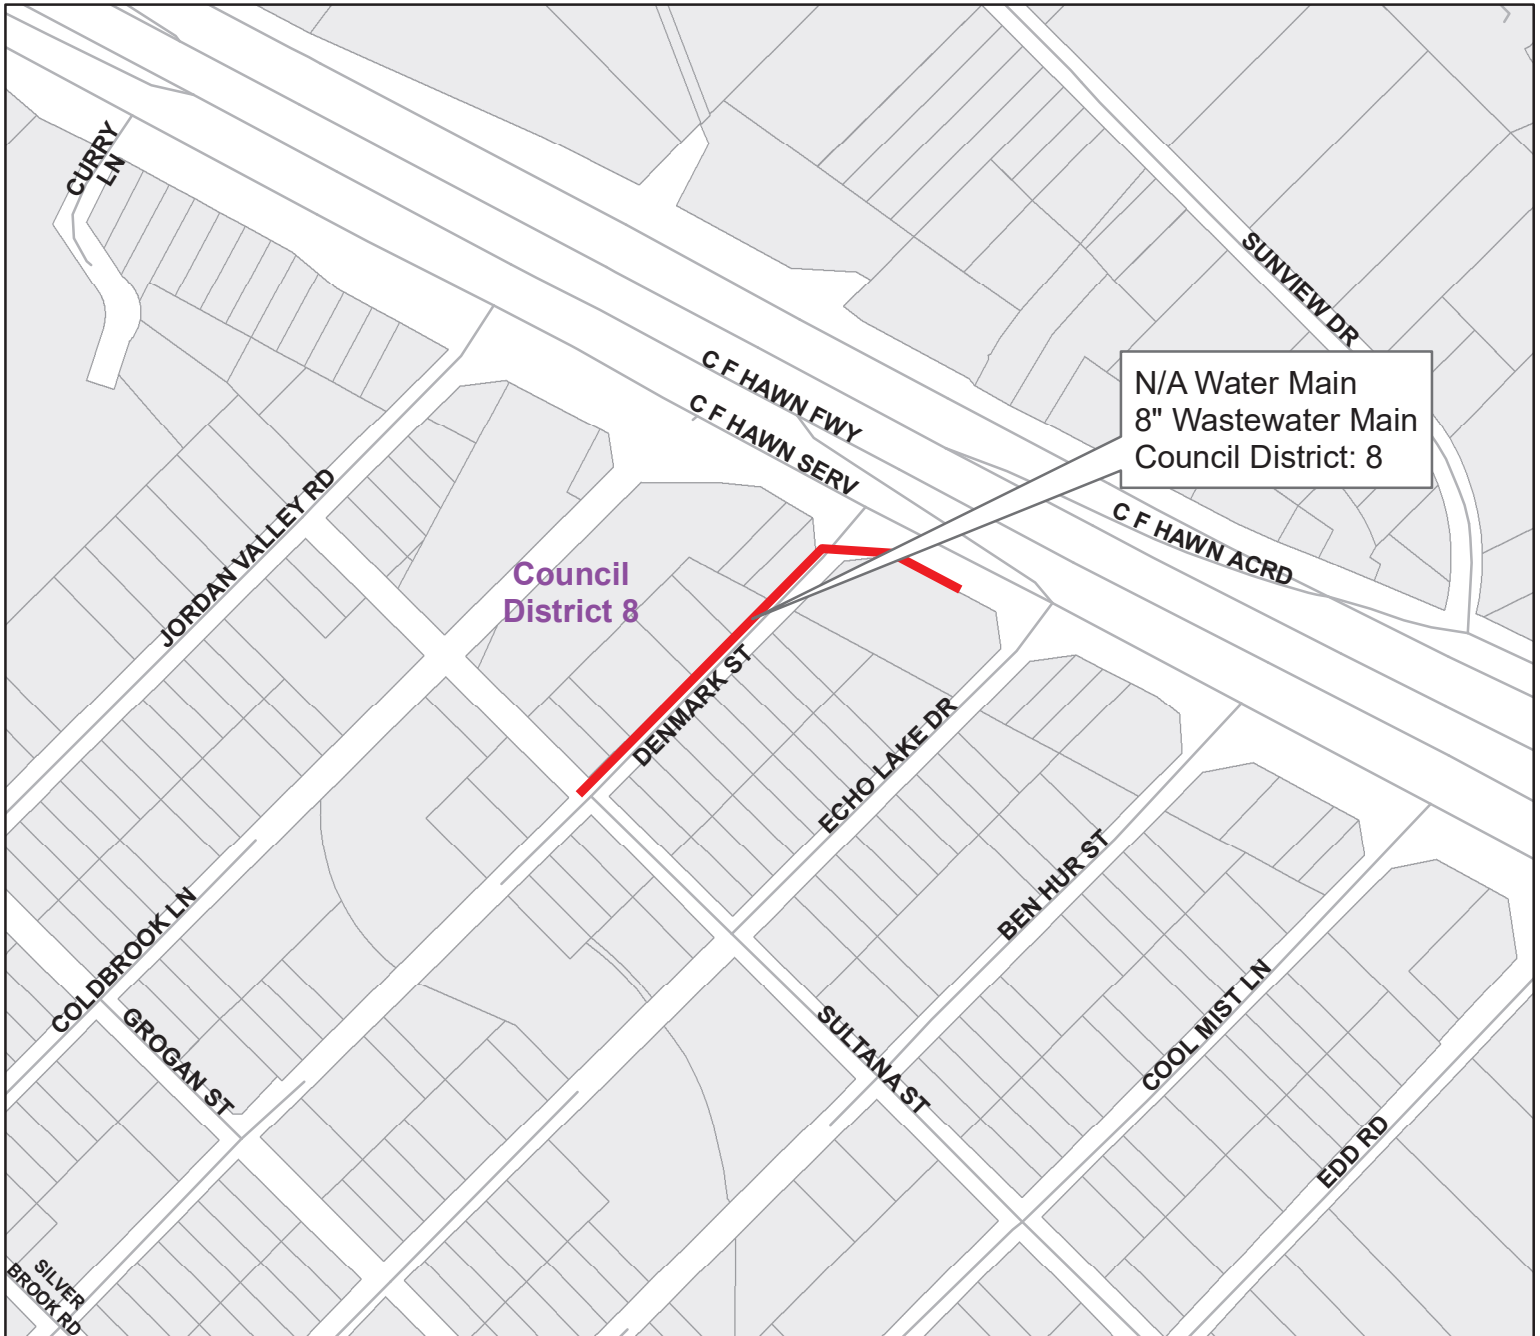 CURRY
LN
SUNVIEW DR
C F HAWN FWY
C F HAWN SERV
N/A Water Main
8" Wastewater Main
Council District: 8
C F HAWN ACRD
JORDAN VALLEY RD
Council
District 8
DENMARK ST
ECHO LAKE DR
BEN HUR ST
COLDBROOK LN
COOL MIST LN
GROGAN ST
SULTANA ST
EDD RD
SILVER
BROOK RD